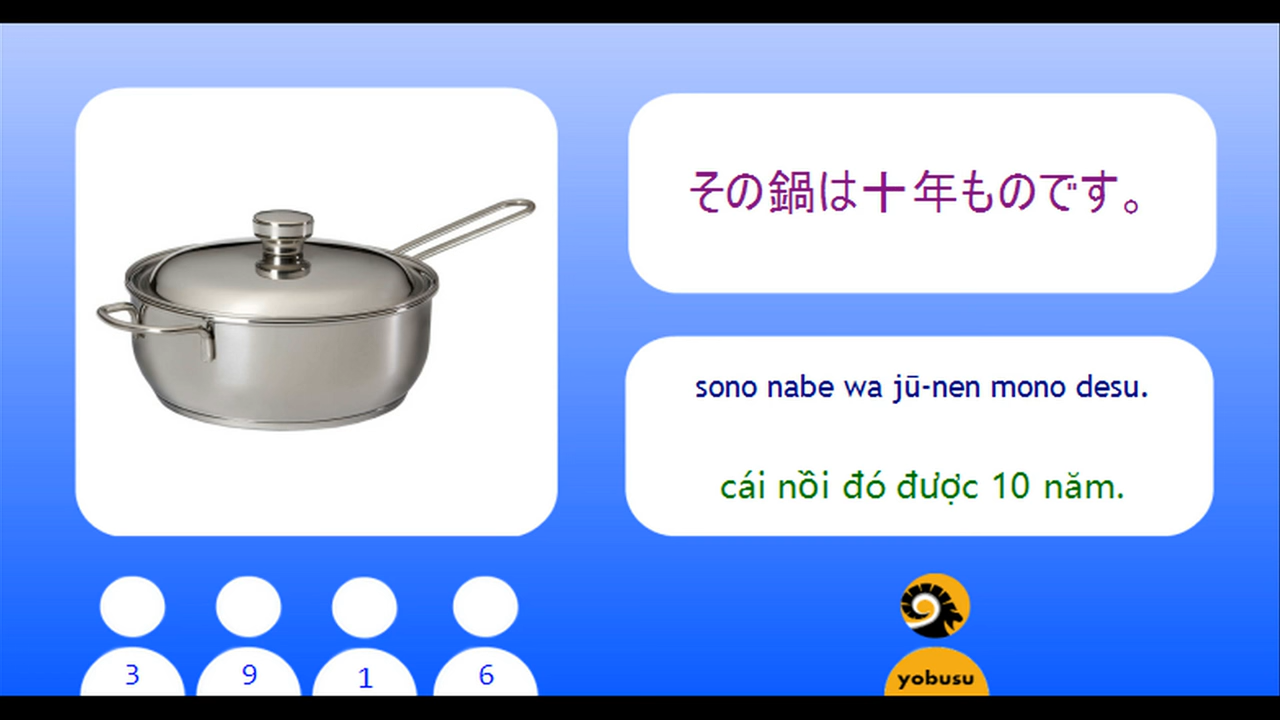 その鍋は十年ものです。
sono nabe wa jū-nen mono desu.
cái nồi đó được 10 năm.
3 9 1 6
yobusu